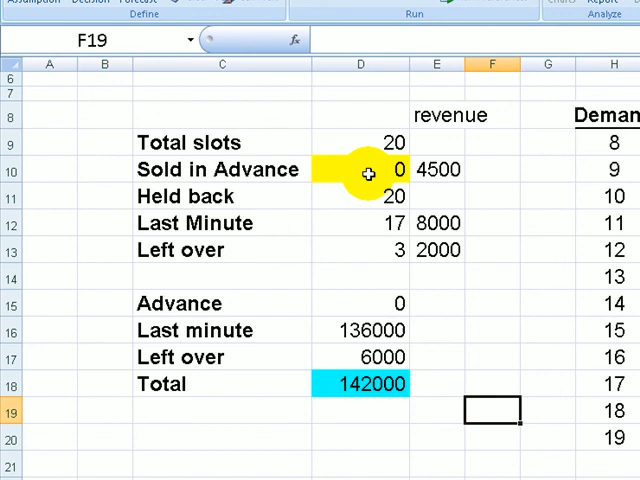 Assumption Decision Forecast
Report
Define Run Analyze
F19 fx
A B C D E F G H
6
7
8 revenue Deman
9 Total slots 20 8
10 Sold in Advance 0 4500 9
11 Held back 20 10
12 Last Minute 17 8000 11
13 Left over 3 2000 12
14 13
15 Advance 0 14
16 Last minute 136000 15
17 Left over 6000 16
18 Total 142000 17
19 18
20 19
21